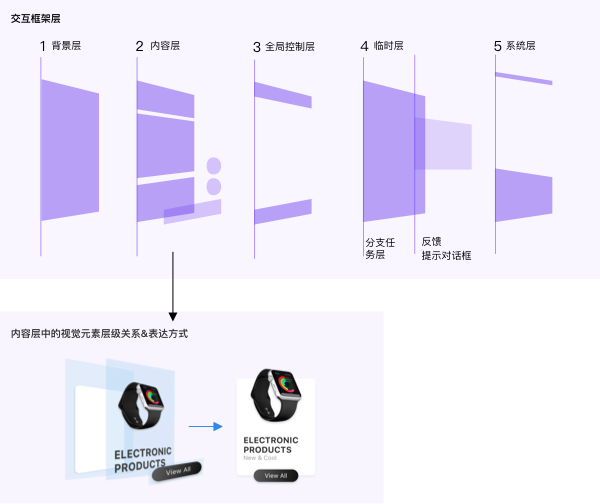 交互框架层
1 背景层
2 内容层
3 全局控制层
4 临时层
5 系统层
分支任
务层
反馈
提示对话框
内容层中的视觉元素层级关系&表达方式
ELECTRONIC
PRODUCTS
View All
ELECTRONIC
PRODUCTS
New & Cool
View All